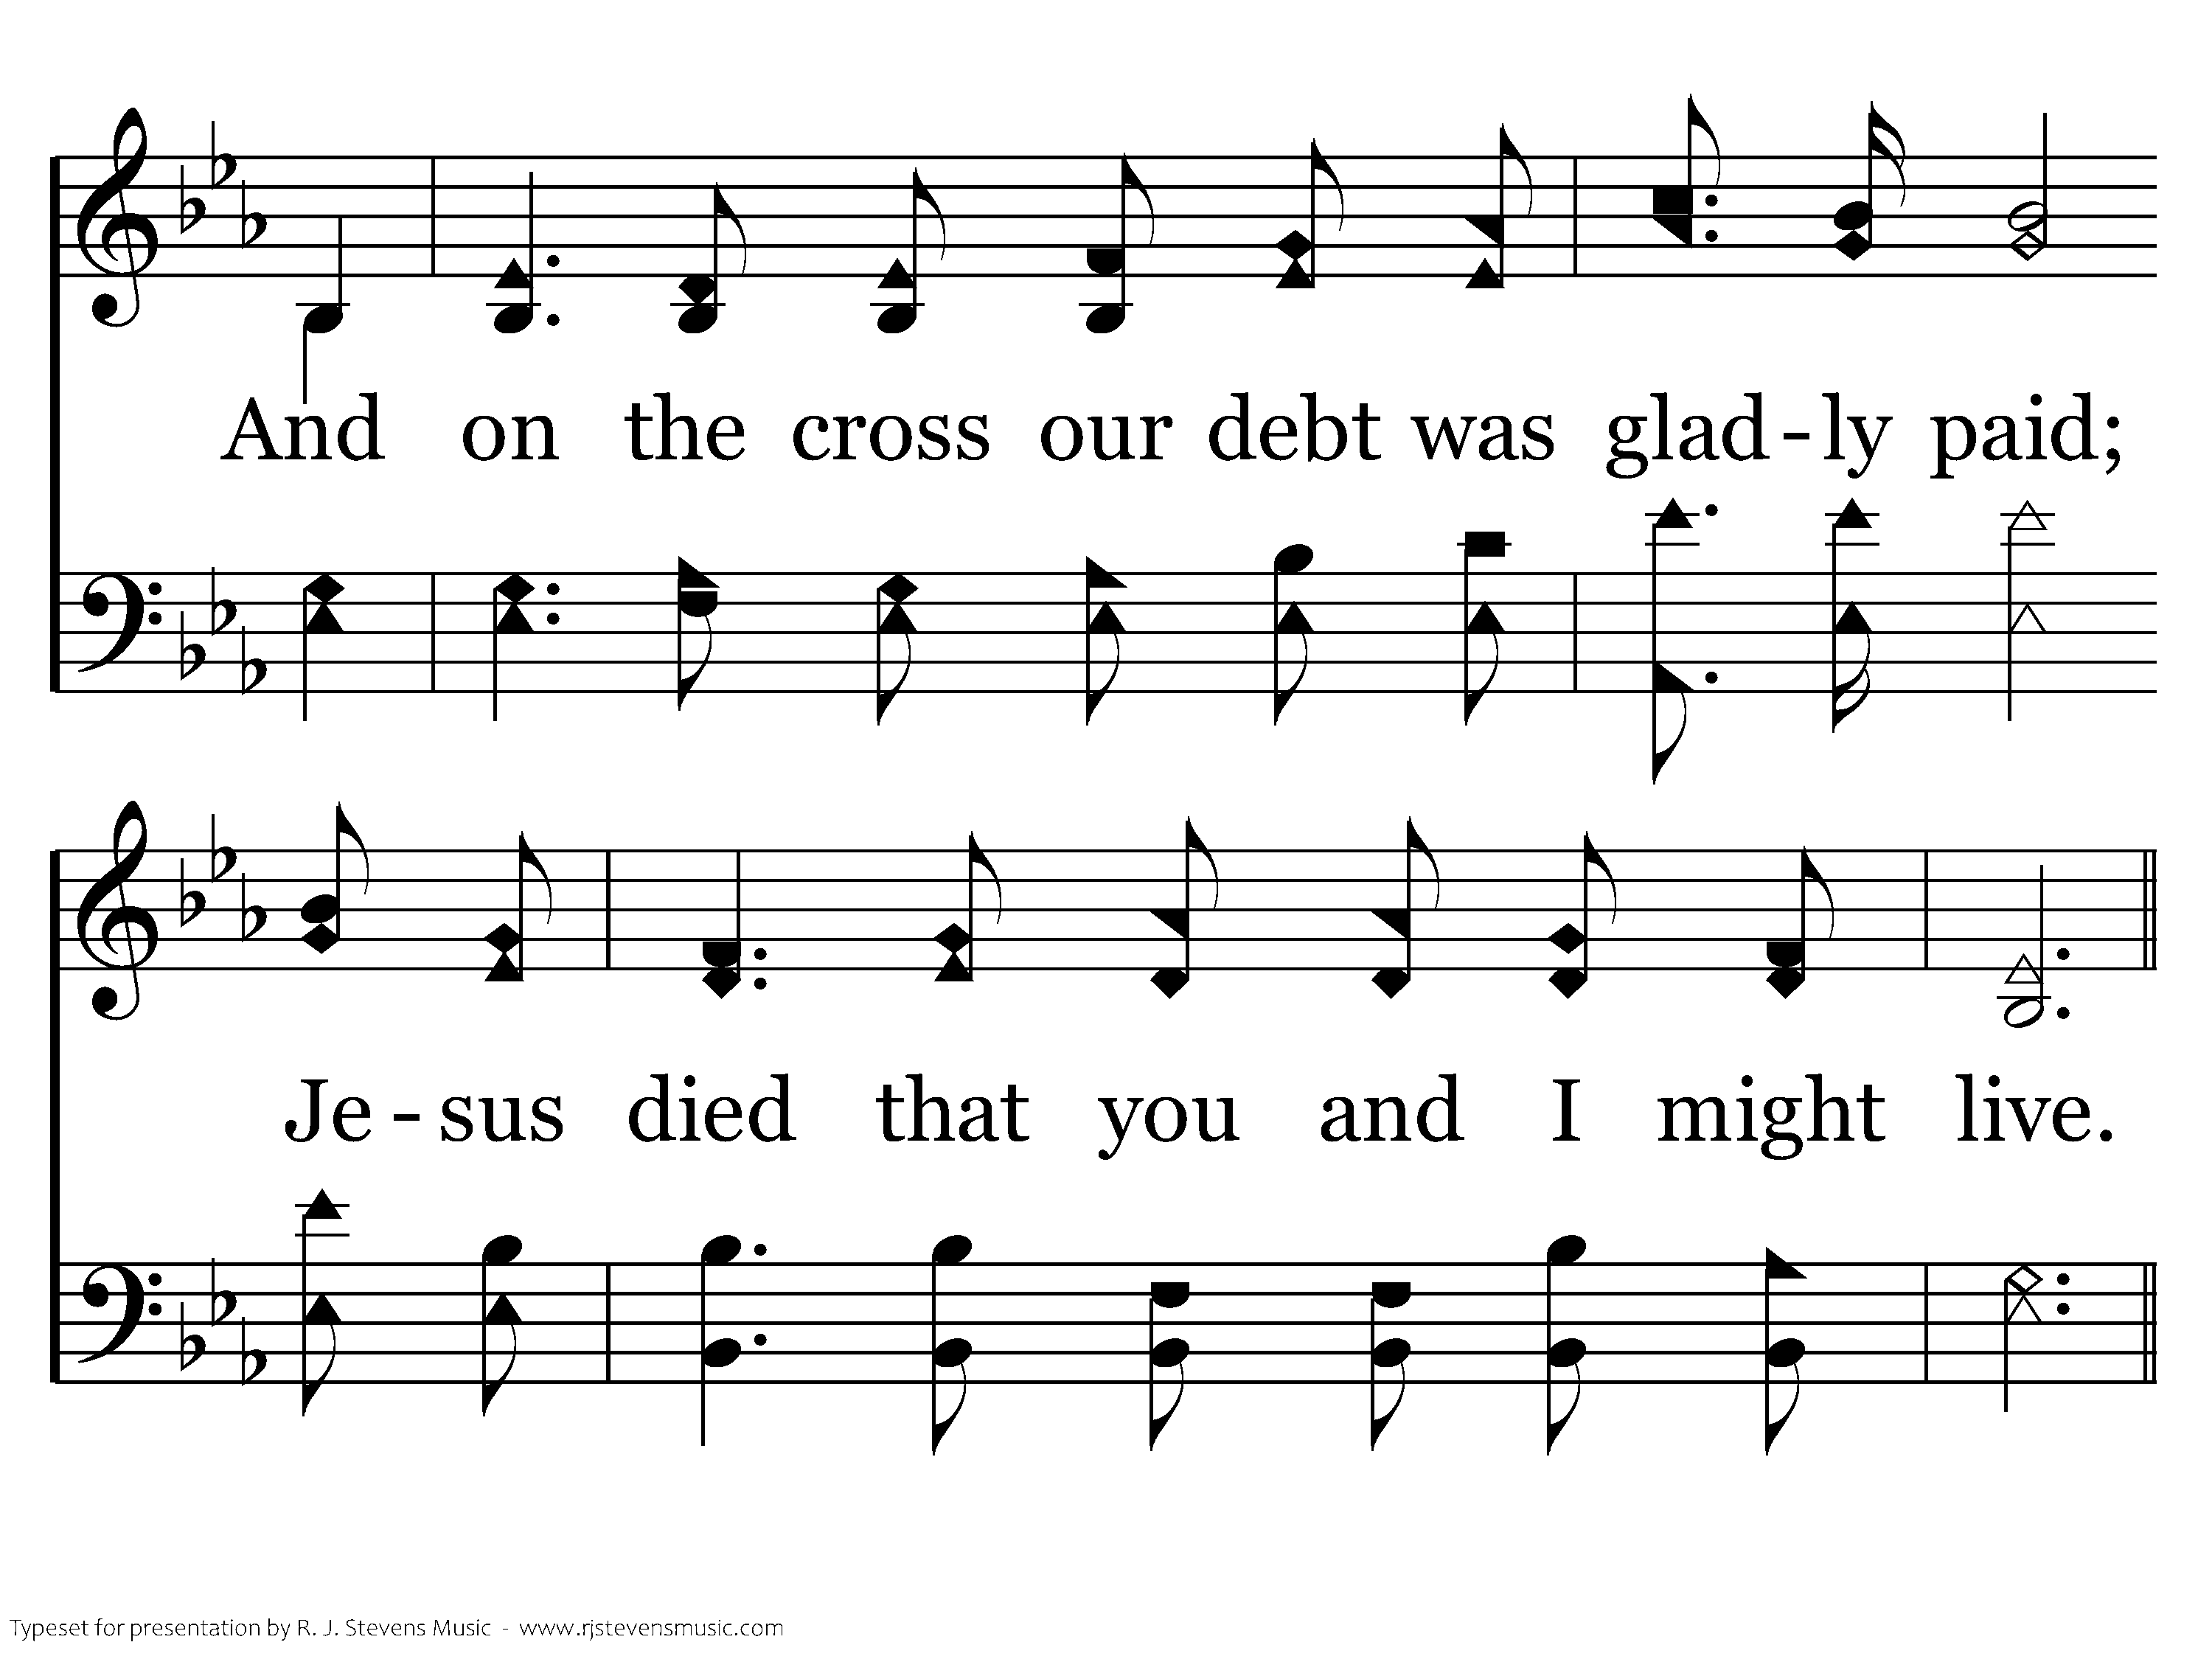 And on the cross our debt was glad - ly paid;
Je - sus died that you and I might live.
Typeset for presentation by R. J. Stevens Music - www.rjstevensmusic.com